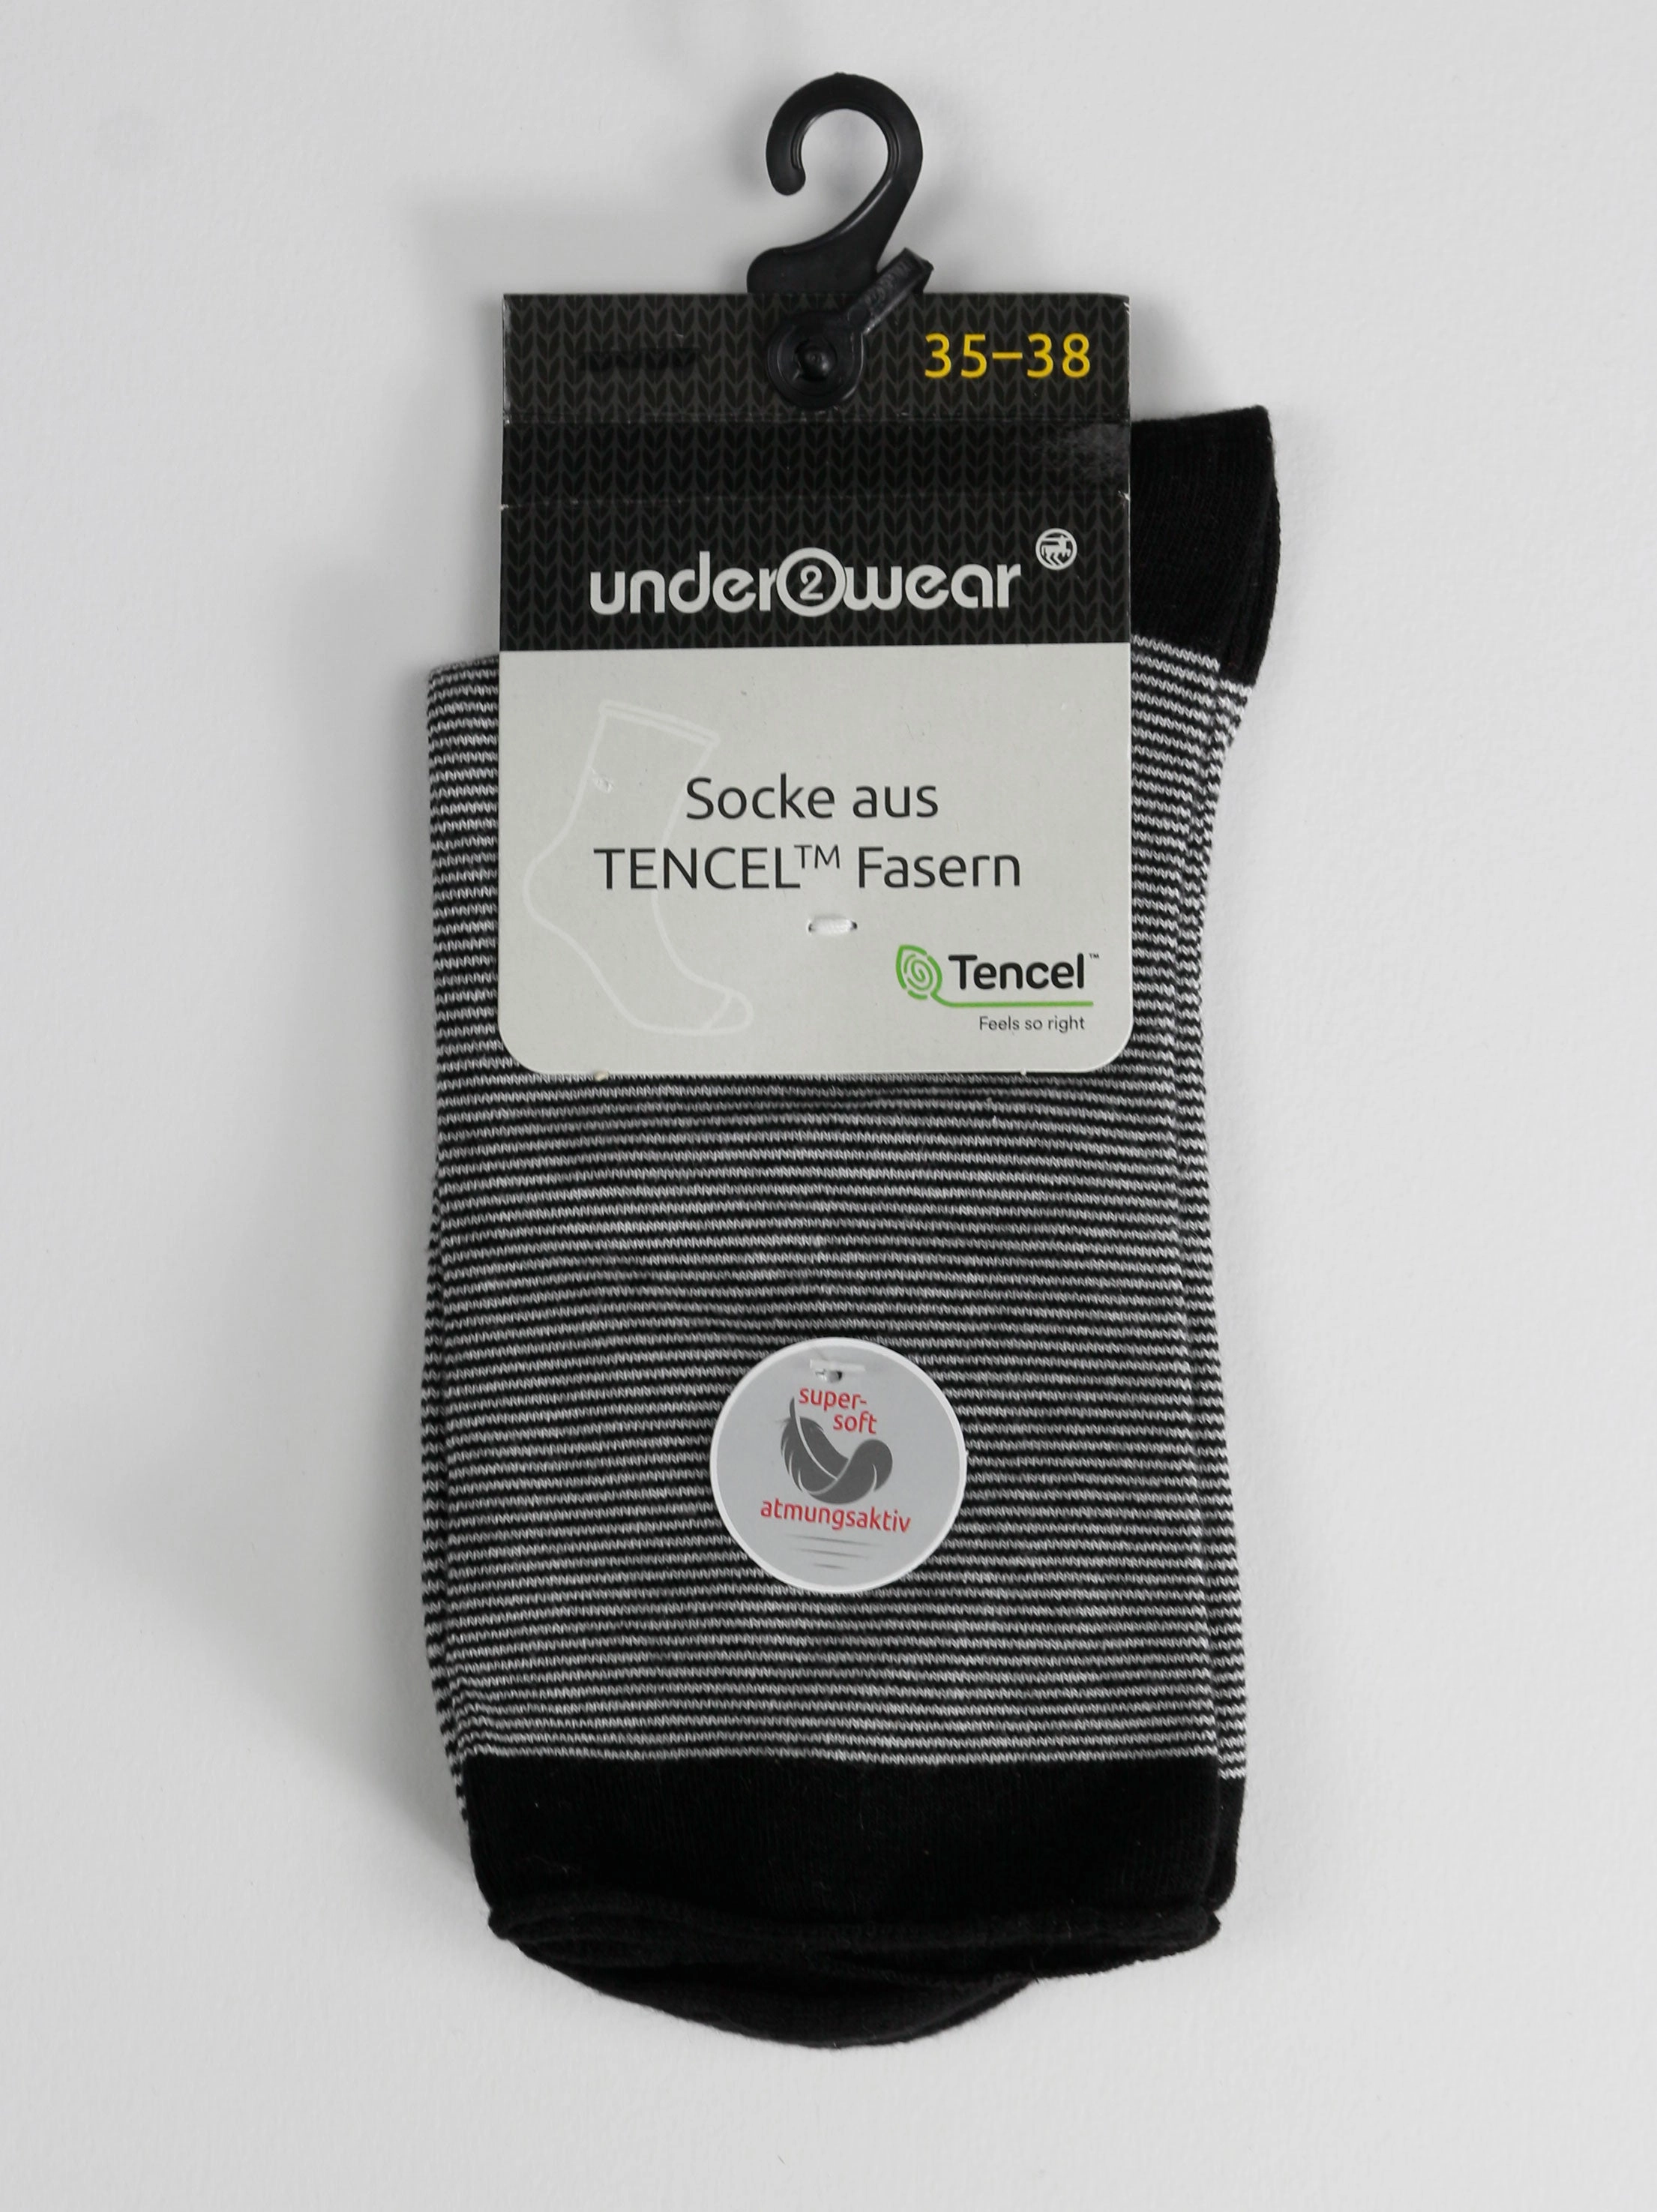 35–38
under2wear
Socke aus
TENCEL™ Fasern
Tencel™
Feels so right
super-
soft
atmungsaktiv